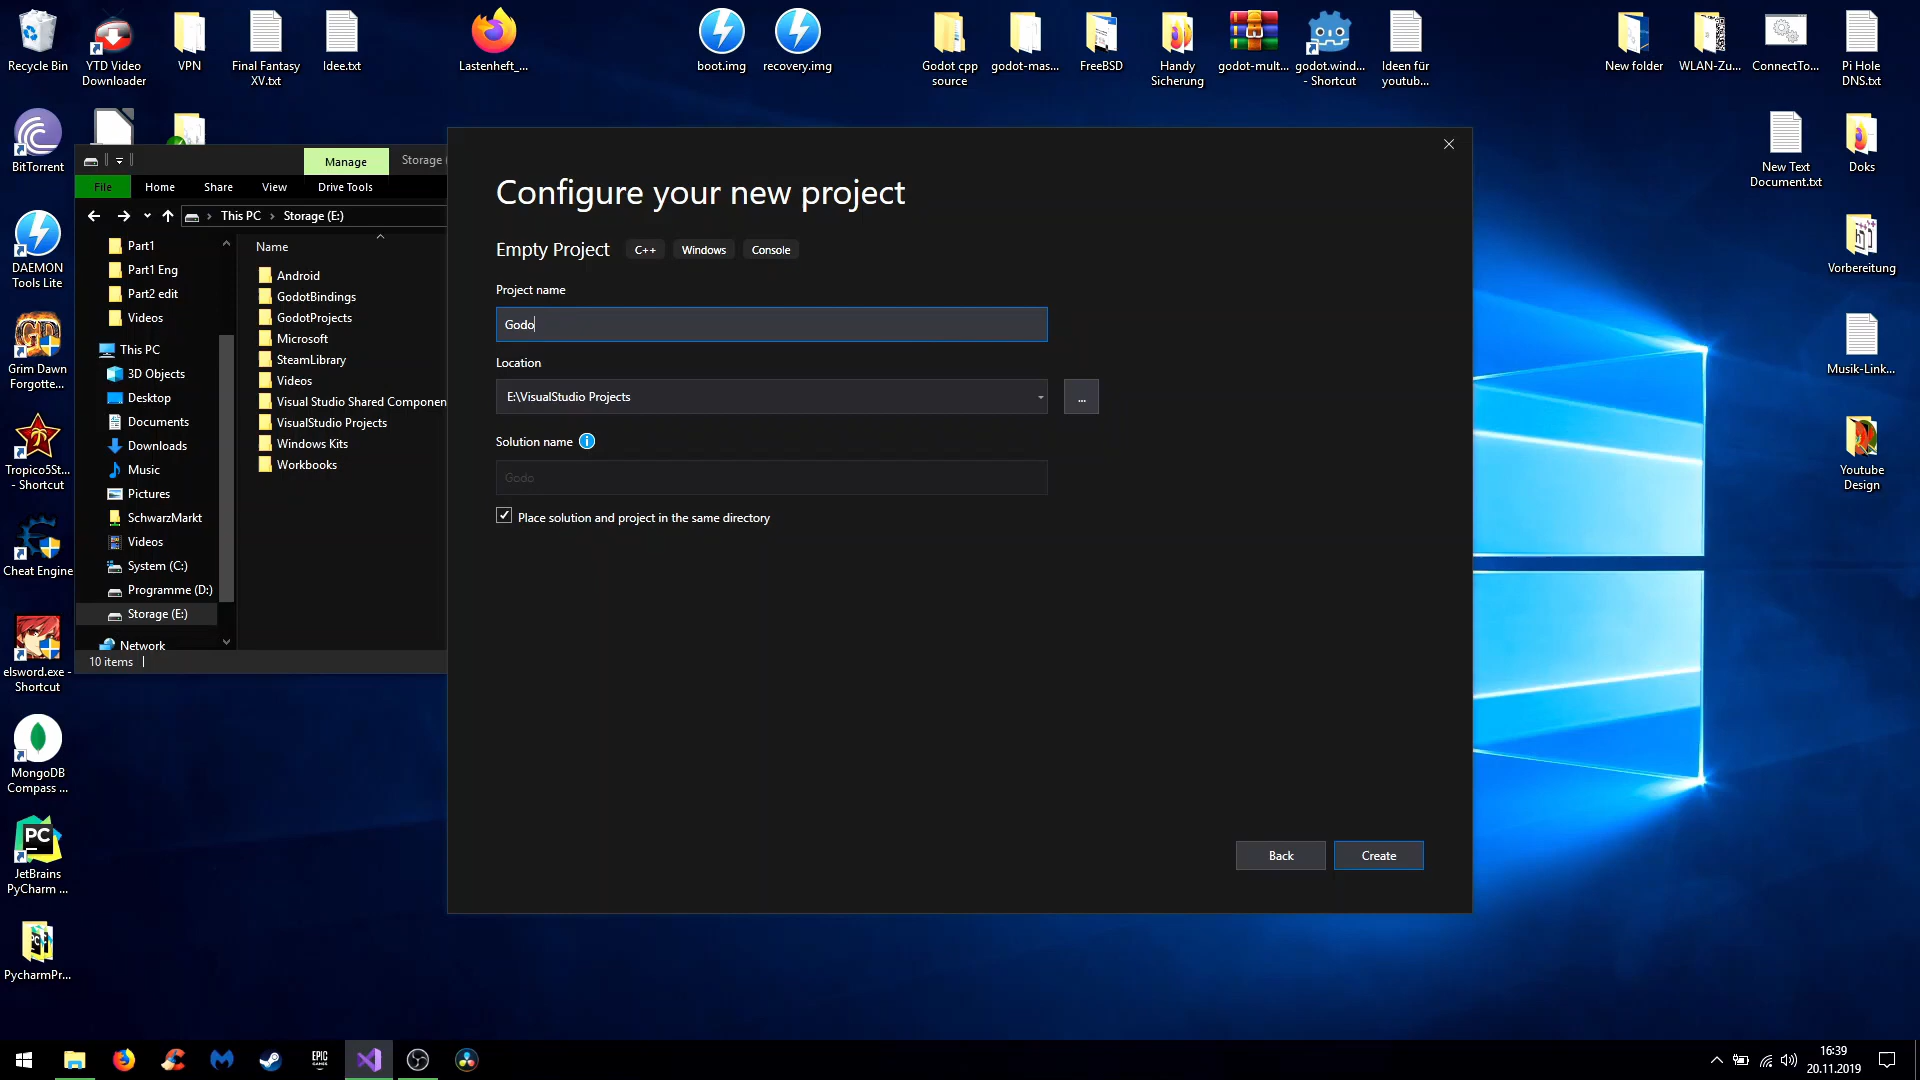 Recycle Bin
YTD Video
Downloader
VPN
Final Fantasy
XV.txt
Idee.txt
Lastenheft_...
boot.img
recovery.img
Godot cpp
source
godot-mas...
FreeBSD
Handy
Sicherung
godot-mult...
godot.wind...
- Shortcut
Ideen für
youtub...
New folder
WLAN-Zu...
ConnectTo...
Pi Hole
DNS.txt
BitTorrent
New Text
Document.txt
Doks
DAEMON
Tools Lite
Vorbereitung
Grim Dawn
Forgotte...
Musik-Link...
Tropico5St...
- Shortcut
Youtube
Design
Cheat Engine
elsword.exe -
Shortcut
MongoDB
Compass ...
JetBrains
PyCharm ...
PycharmPr...
Manage
Storage (
File
Home
Share
View
Drive Tools
This PC
Storage (E:)
Part1
Part1 Eng
Part2 edit
Videos
This PC
3D Objects
Desktop
Documents
Downloads
Music
Pictures
SchwarzMarkt
Videos
System (C:)
Programme (D:)
Storage (E:)
Network
Name
Android
GodotBindings
GodotProjects
Microsoft
SteamLibrary
Videos
Visual Studio Shared Componen
VisualStudio Projects
Windows Kits
Workbooks
10 items
Configure your new project
Empty Project
C++
Windows
Console
Project name
Godo
Location
E:\VisualStudio Projects
...
Solution name
Godo
Place solution and project in the same directory
Back
Create
EPIC
GAMES
16:39
20.11.2019